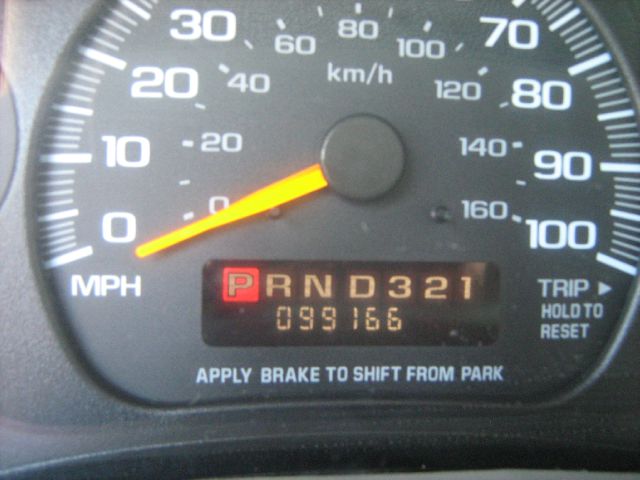 30 60 80 100 70
20 40 km/h 120 80
10 20 140 90
0 0 160 100
MPH PRND321 TRIP
099166 HOLD TO
RESET
APPLY BRAKE TO SHIFT FROM PARK